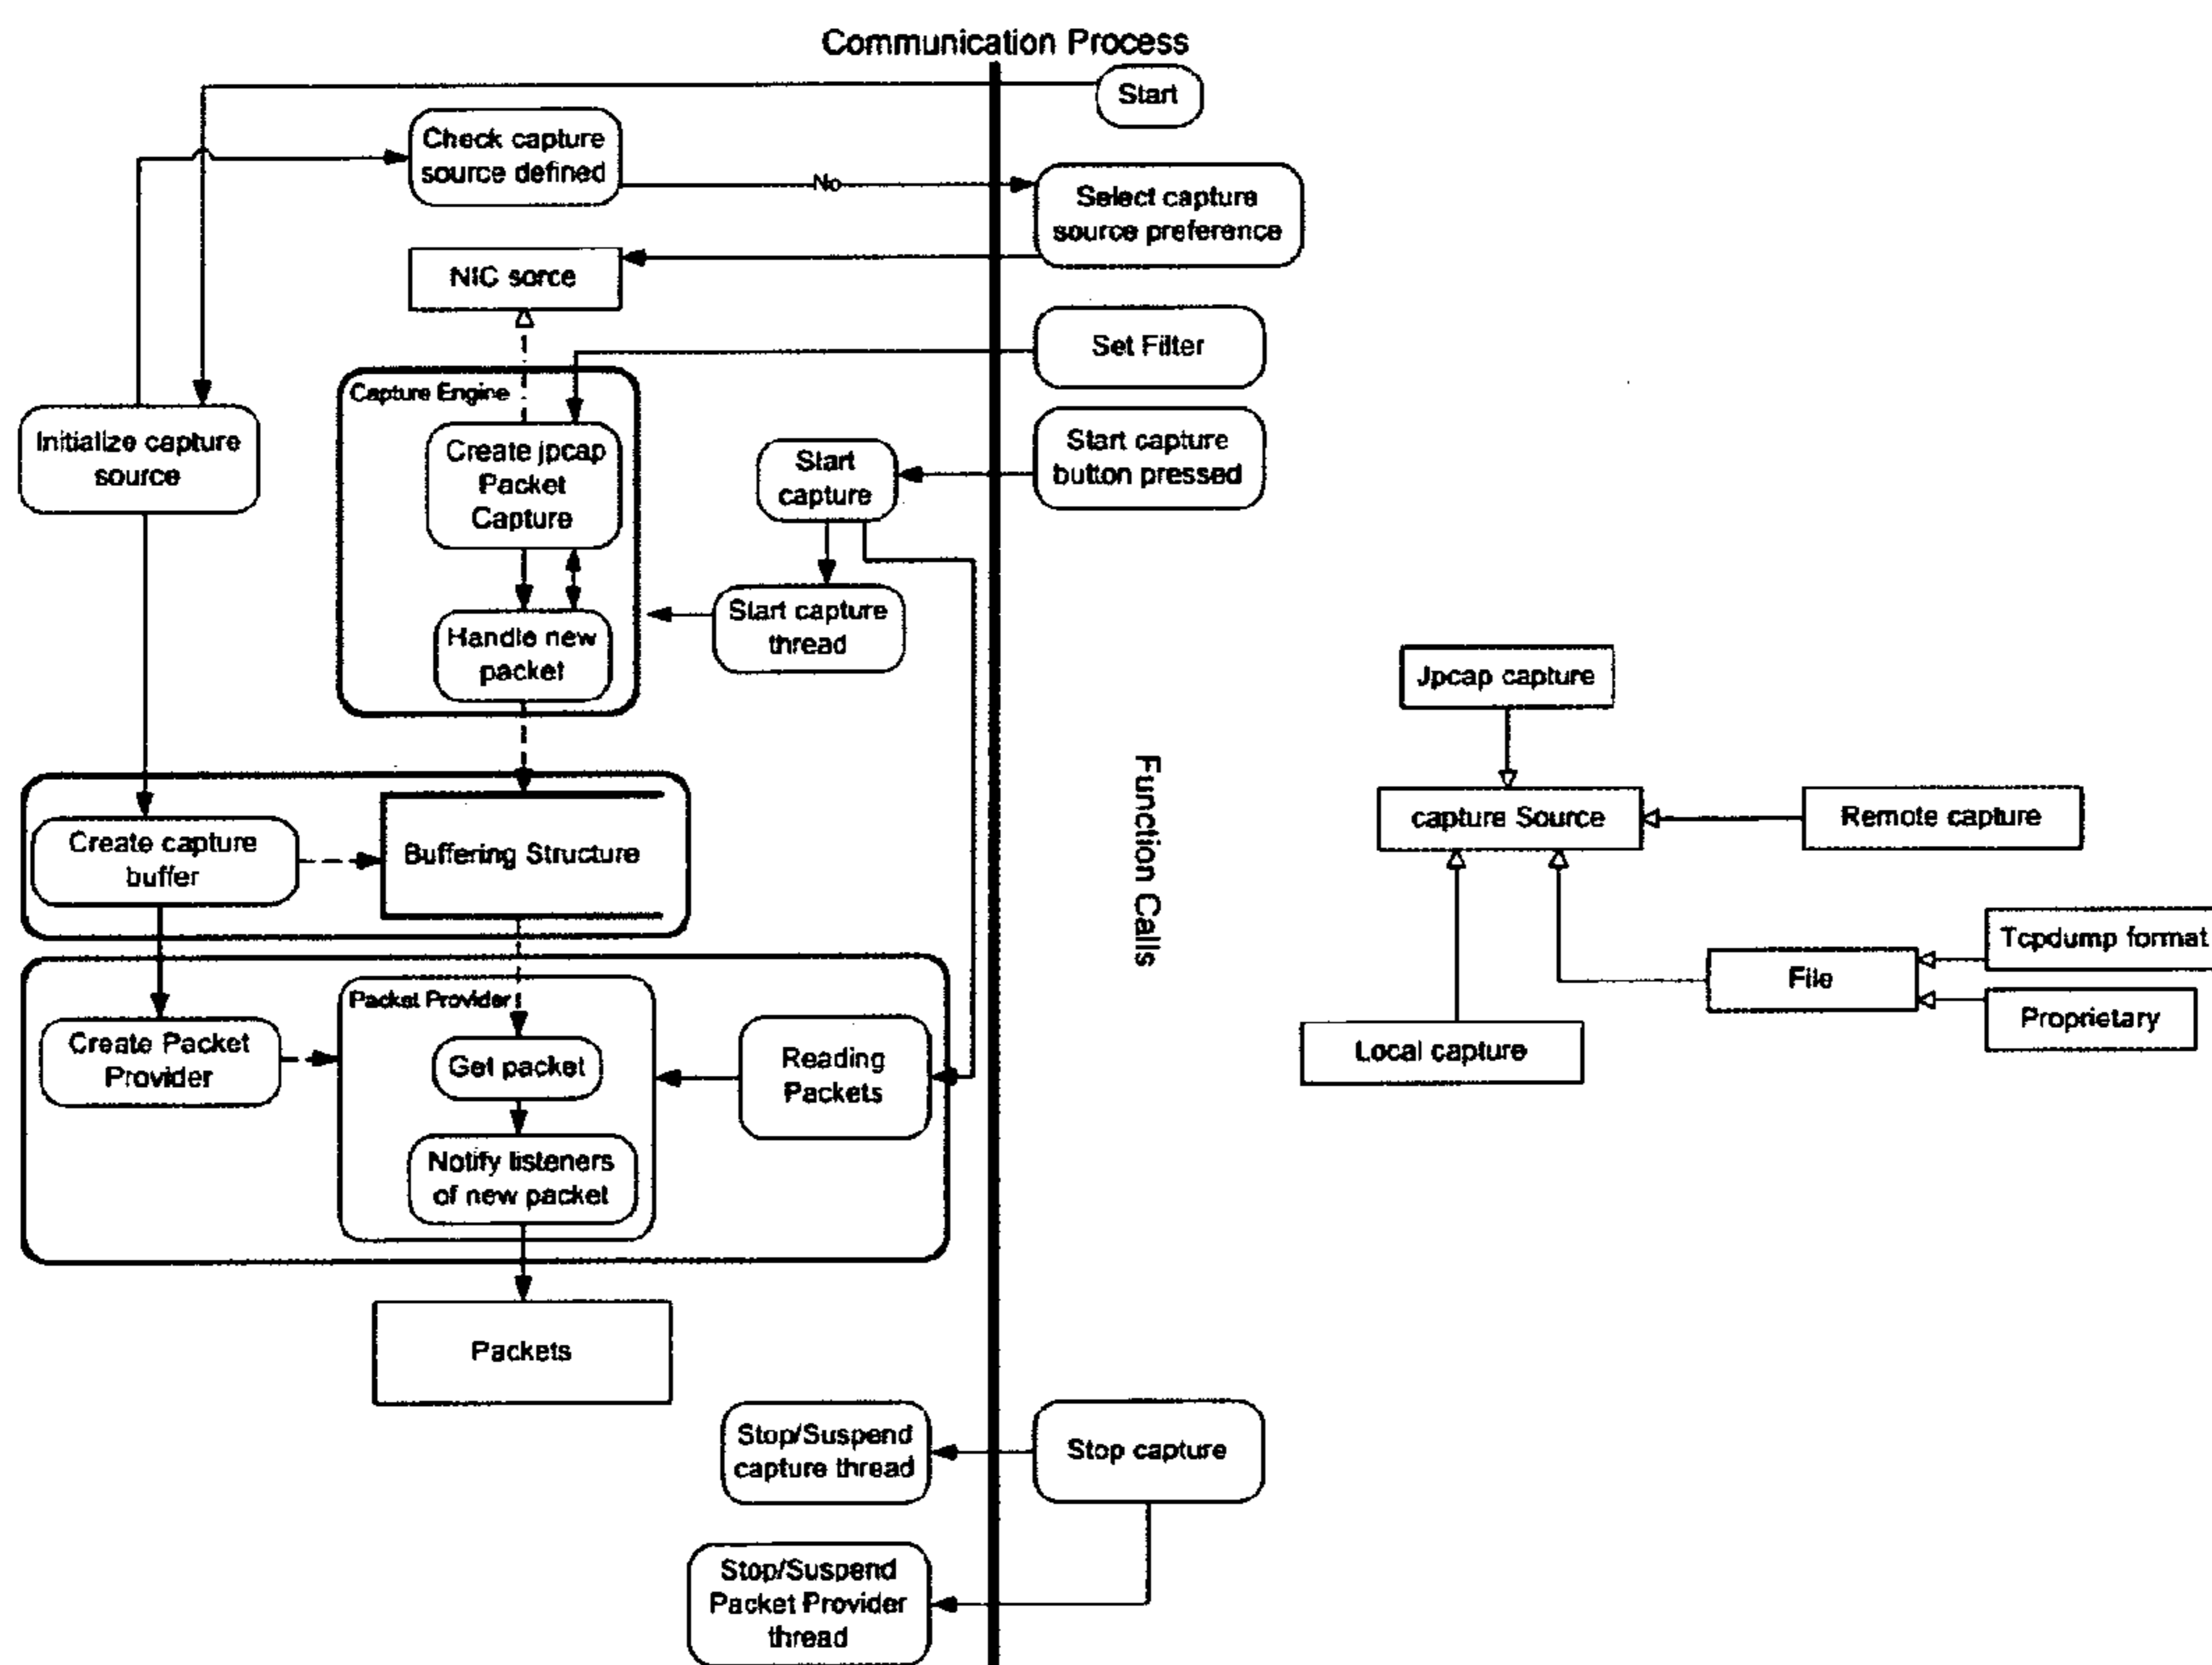 Communication Process
Start
Check capture
source defined
No
Select capture
source preference
NIC sorce
Set Filter
Capture Engine
Initialize capture
source
Create jpcap
Packet
Capture
Start
capture
Start capture
button pressed
Handle new
packet
Start capture
thread
Jpcap capture
Function Calls
capture Source
Remote capture
Create capture
buffer
Buffering Structure
Tcpdump format
File
Proprietary
Packet Provider
Create Packet
Provider
Get packet
Reading
Packets
Local capture
Notify listeners
of new packet
Packets
Stop/Suspend
capture thread
Stop capture
Stop/Suspend
Packet Provider
thread